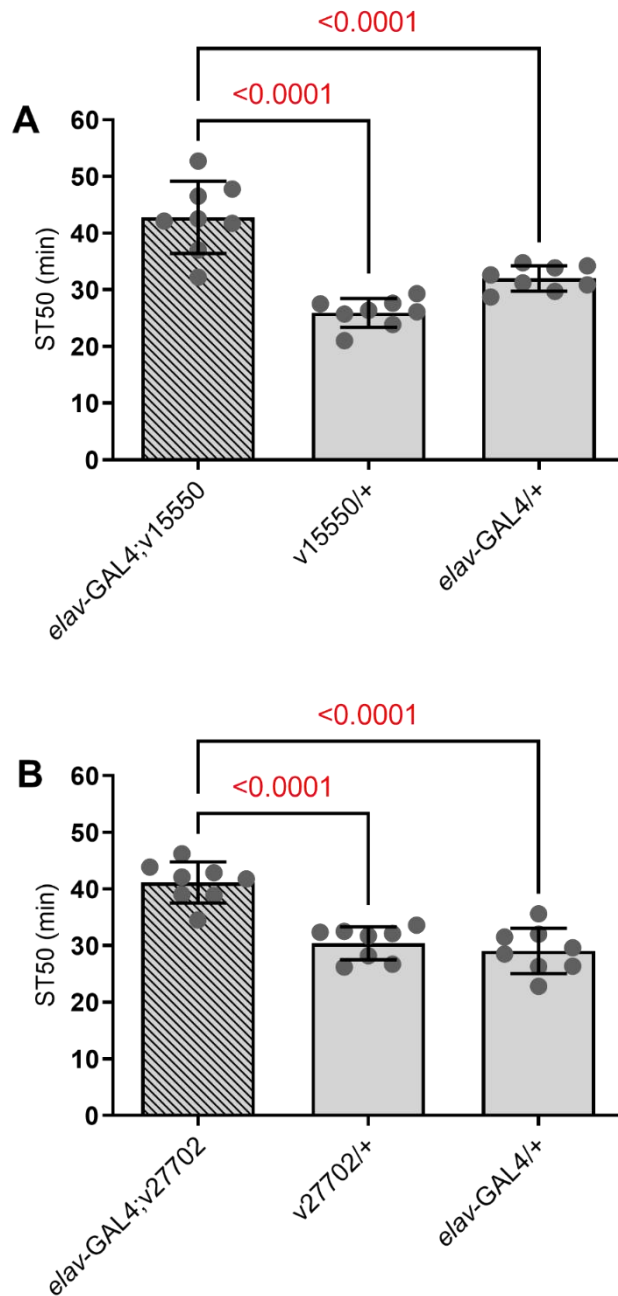 <0.0001
<0.0001
A
60
50
40
30
20
10
0
ST50 (min)
elav-GAL4;v15550
v15550/+
elav-GAL4/+
<0.0001
<0.0001
B
60
50
40
30
20
10
0
ST50 (min)
elav-GAL4;v27702
v27702/+
elav-GAL4/+